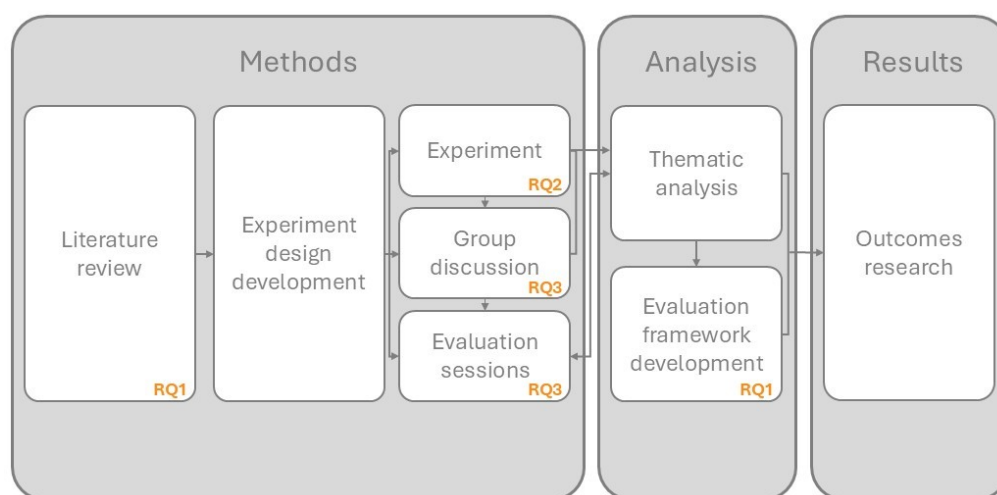 Methods
Literature
review
RQ1
Experiment
design
development
Experiment
RQ2
Group
discussion
RQ3
Evaluation
sessions
RQ3
Analysis
Thematic
analysis
Evaluation
framework
development
RQ1
Results
Outcomes
research